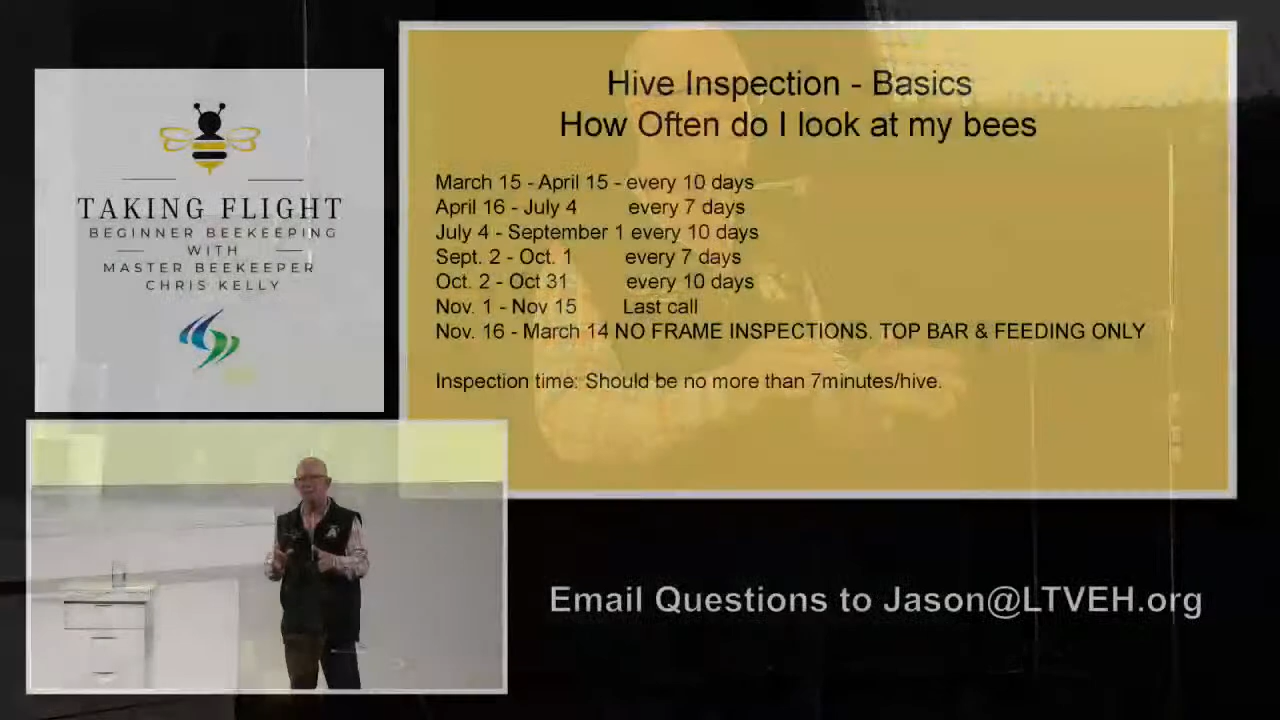 TAKING FLIGHT
BEGINNER BEEKEEPING
WITH
MASTER BEEKEEPER
CHRIS KELLY
Hive Inspection - Basics
How Often do I look at my bees
March 15 - April 15 - every 10 days
April 16 - July 4 every 7 days
July 4 - September 1 every 10 days
Sept. 2 - Oct. 1 every 7 days
Oct. 2 - Oct 31 every 10 days
Nov. 1 - Nov 15 Last call
Nov. 16 - March 14 NO FRAME INSPECTIONS. TOP BAR & FEEDING ONLY
Inspection time: Should be no more than 7minutes/hive.
Email Questions to Jason@LTVEH.org